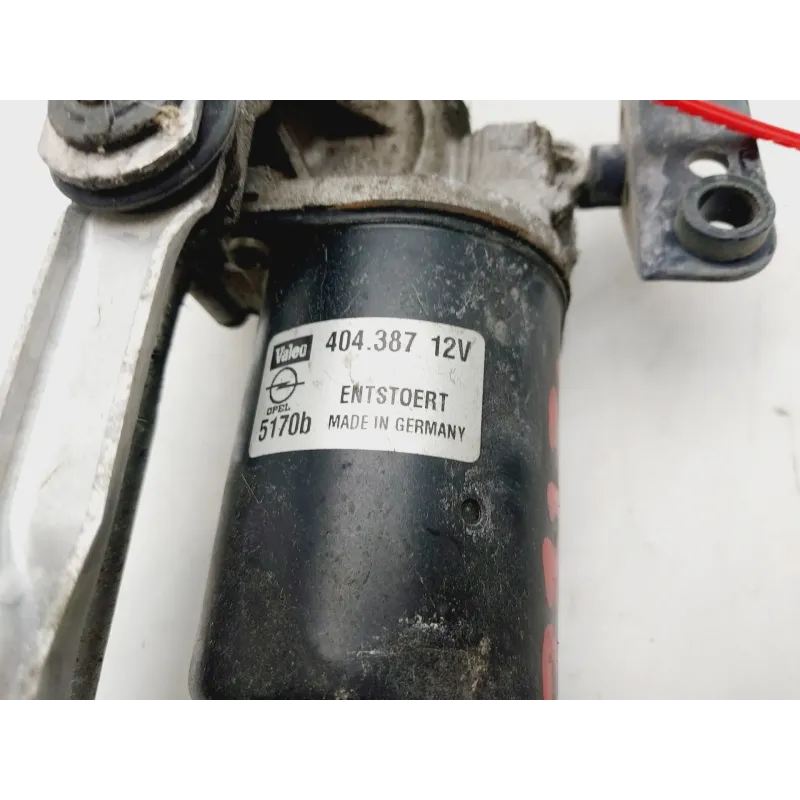 Valeo 404.387 12V
ENTSTOERT
OPEL
5170b MADE IN GERMANY